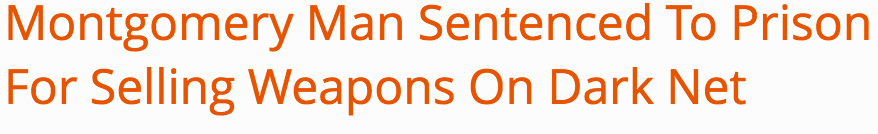 Montgomery Man Sentenced To Prison
For Selling Weapons On Dark Net